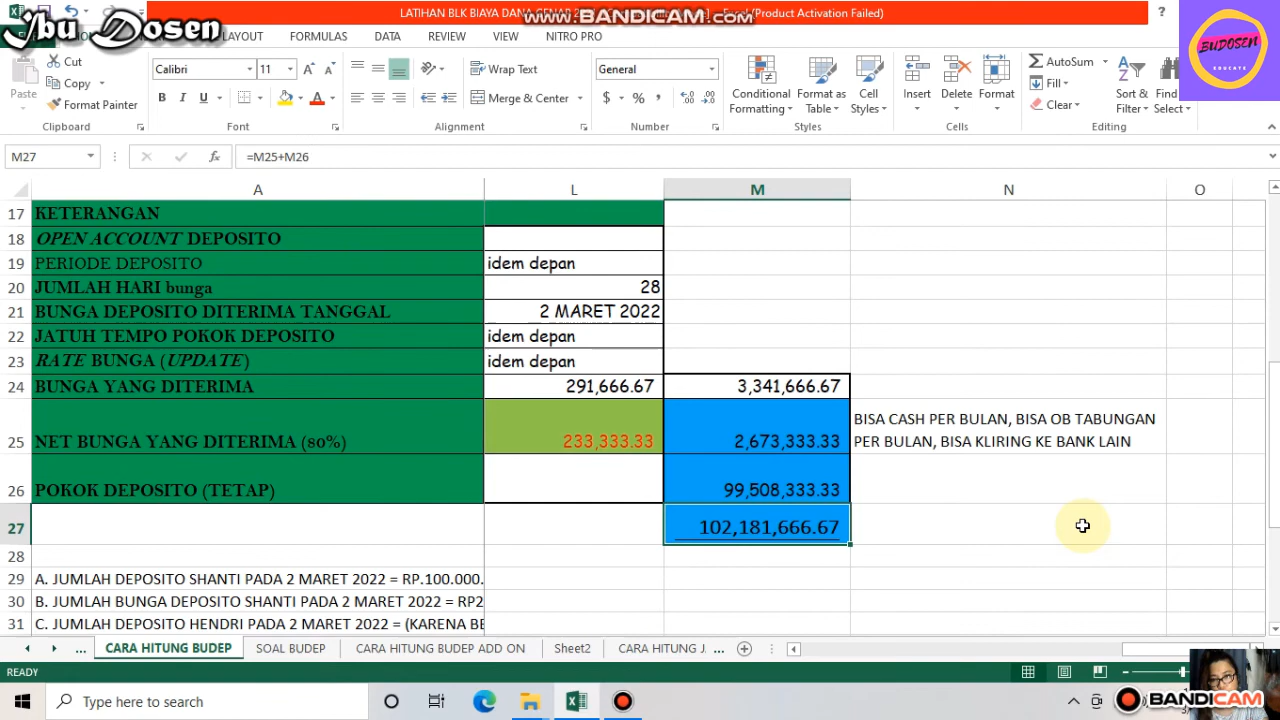 LATIHAN BLK BIAYA DANA
Excel (Product Activation Failed)
www.BANDICAM.com
Ibu Dosen
BUDOSEN
EDUCATE
LAYOUT FORMULAS DATA REVIEW VIEW NITRO PRO
Paste
Cut
Copy
Format Painter
Clipboard
Calibri 11
B I U
Font
Wrap Text
Merge & Center
Alignment
General
$ % ,
Number
Conditional Formatting
Format as Table
Cell Styles
Styles
Insert Delete Format
Cells
AutoSum
Fill
Clear
Sort & Filter
Find Select
Editing
M27 fx =M25+M26
A L M N O
17 KETERANGAN
18 OPEN ACCOUNT DEPOSITO
19 PERIODE DEPOSITO idem depan
20 JUMLAH HARI bunga 28
21 BUNGA DEPOSITO DITERIMA TANGGAL 2 MARET 2022
22 JATUH TEMPO POKOK DEPOSITO idem depan
23 RATE BUNGA (UPDATE) idem depan
24 BUNGA YANG DITERIMA 291,666.67 3,341,666.67
BISA CASH PER BULAN, BISA OB TABUNGAN
25 NET BUNGA YANG DITERIMA (80%) 233,333.33 2,673,333.33 PER BULAN, BISA KLIRING KE BANK LAIN
26 POKOK DEPOSITO (TETAP) 99,508,333.33
27 102,181,666.67
28
29 A. JUMLAH DEPOSITO SHANTI PADA 2 MARET 2022 = RP.100.000.
30 B. JUMLAH BUNGA DEPOSITO SHANTI PADA 2 MARET 2022 = RP2
31 C. JUMLAH DEPOSITO HENDRI PADA 2 MARET 2022 = (KARENA BE
... CARA HITUNG BUDEP SOAL BUDEP CARA HITUNG BUDEP ADD ON Sheet2 CARA HITUNG J ...
READY
Type here to search
BANDICAM